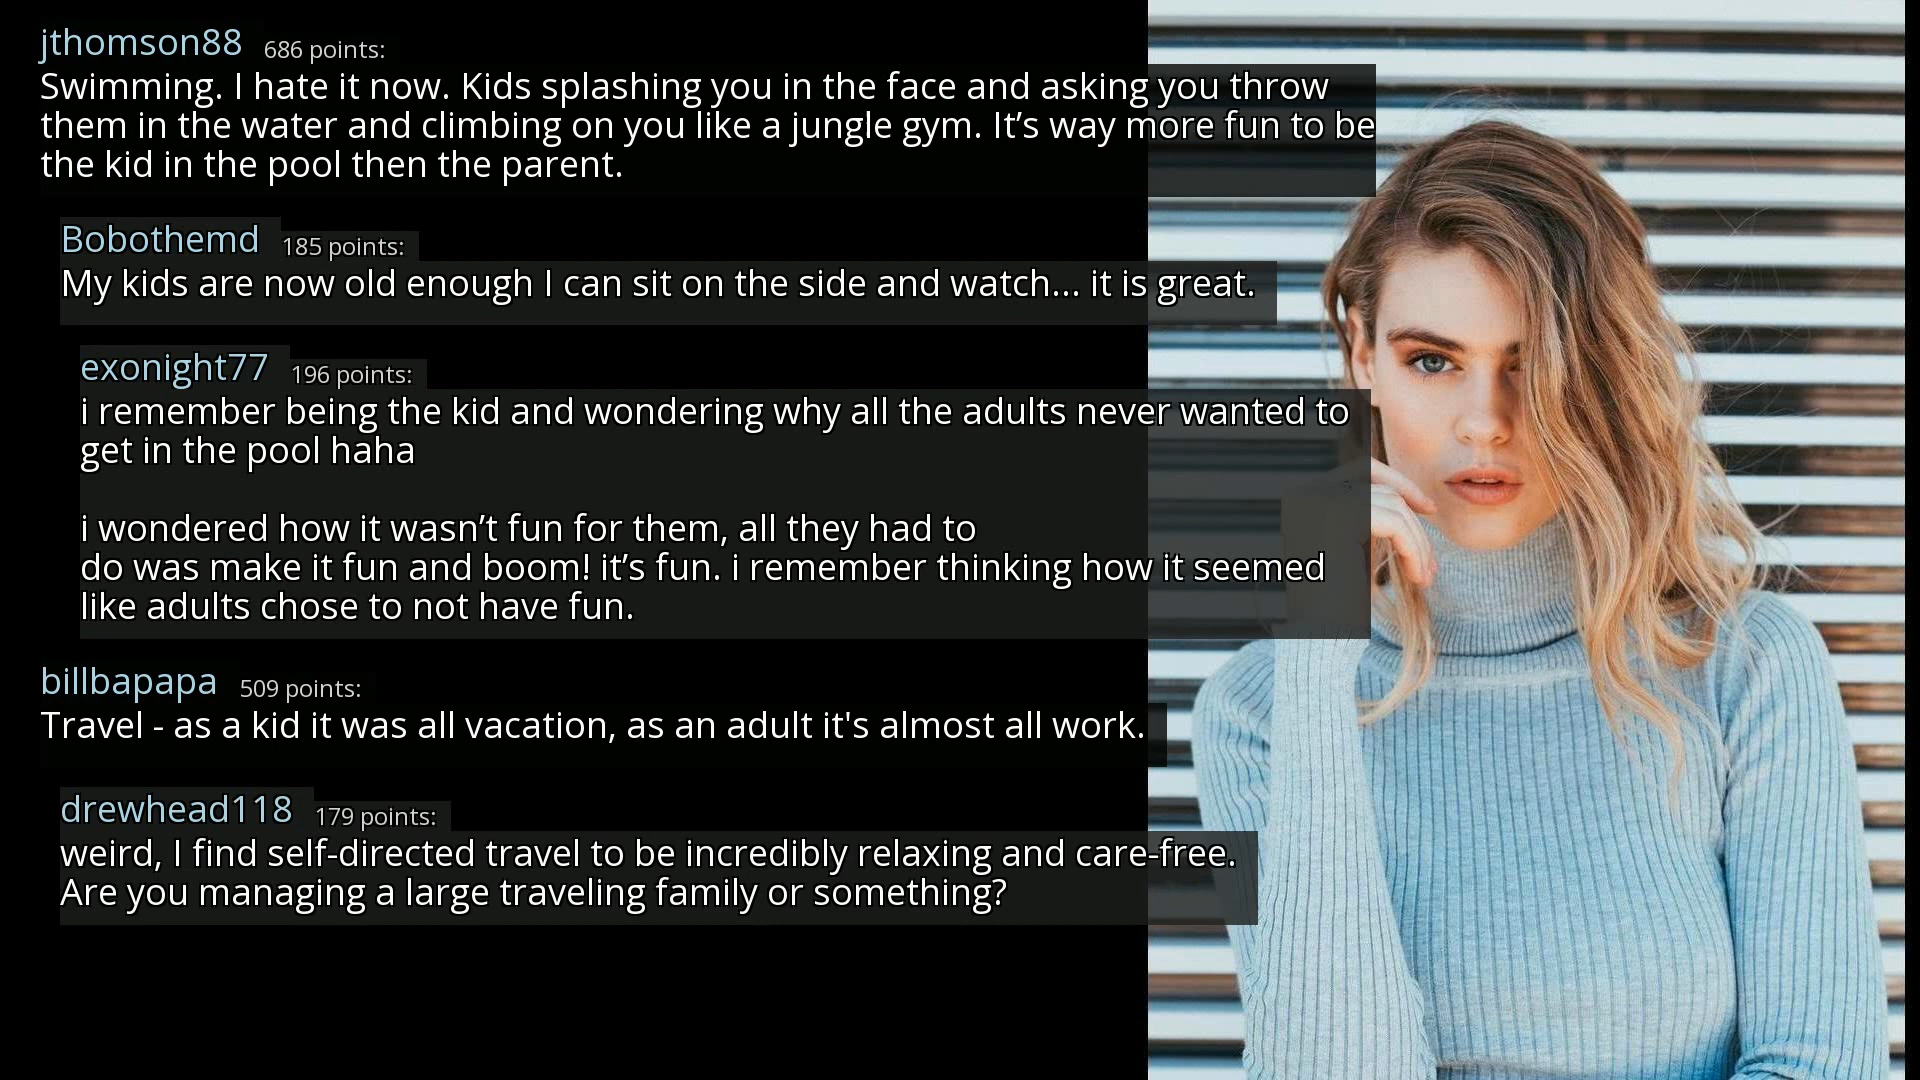 jthomson88 686 points:
Swimming. I hate it now. Kids splashing you in the face and asking you throw
them in the water and climbing on you like a jungle gym. It’s way more fun to be
the kid in the pool then the parent.
Bobothemd 185 points:
My kids are now old enough I can sit on the side and watch... it is great.
exonight77 196 points:
i remember being the kid and wondering why all the adults never wanted to
get in the pool haha
i wondered how it wasn’t fun for them, all they had to
do was make it fun and boom! it’s fun. i remember thinking how it seemed
like adults chose to not have fun.
billbapapa 509 points:
Travel - as a kid it was all vacation, as an adult it's almost all work.
drewhead118 179 points:
weird, I find self-directed travel to be incredibly relaxing and care-free.
Are you managing a large traveling family or something?